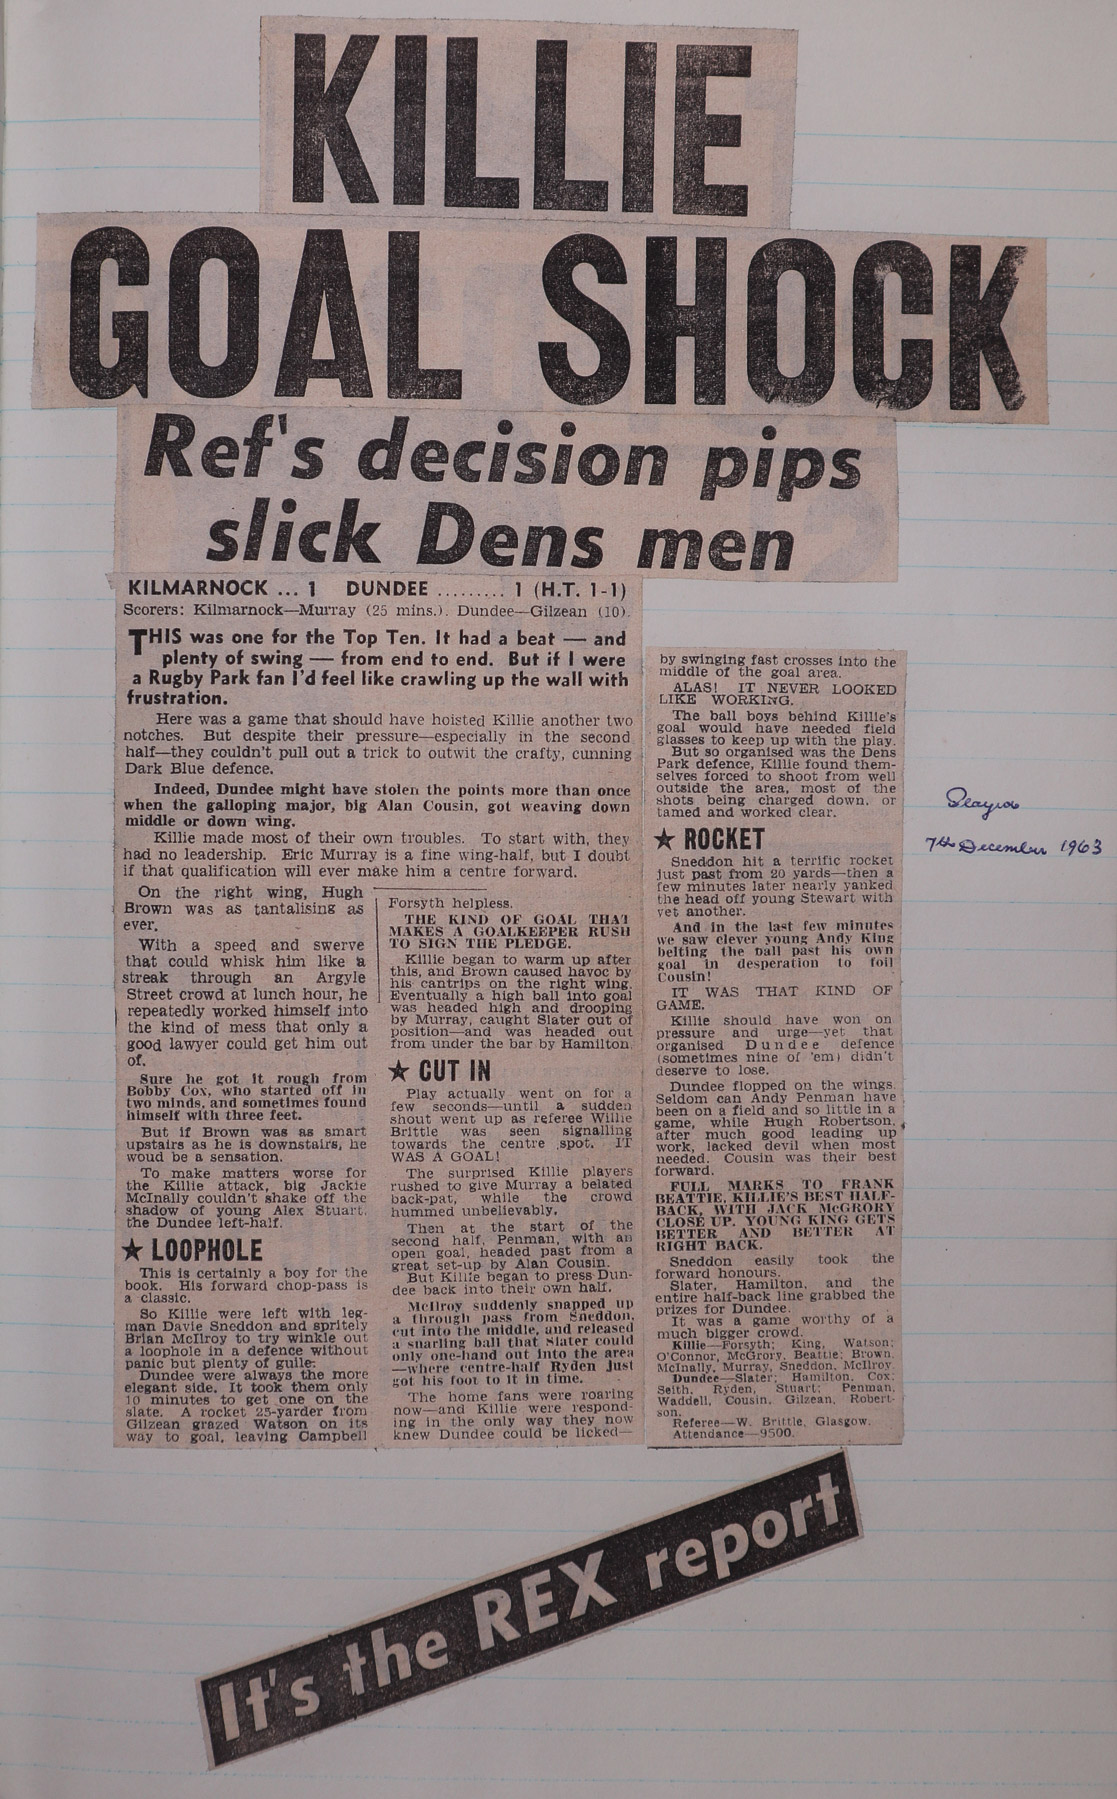 KILLIE
GOAL SHOCK
Ref's decision pips
slick Dens men
KILMARNOCK ... 1 DUNDEE ......... 1 (H.T. 1-1)
Scorers: Kilmarnock—Murray (25 mins.). Dundee—Gilzean (10).
THIS was one for the Top Ten. It had a beat — and
plenty of swing — from end to end. But if I were
a Rugby Park fan I'd feel like crawling up the wall with
frustration.
Here was a game that should have hoisted Killie another two
notches. But despite their pressure—especially in the second
half—they couldn't pull out a trick to outwit the crafty, cunning
Dark Blue defence.
Indeed, Dundee might have stolen the points more than once
when the galloping major, big Alan Cousin, got weaving down
middle or down wing.
Killie made most of their own troubles. To start with, they
had no leadership. Eric Murray is a fine wing-half, but I doubt
if that qualification will ever make him a centre forward.
On the right wing, Hugh
Brown was as tantalising as
ever.
With a speed and swerve
that could whisk him like a
streak through an Argyle
Street crowd at lunch hour, he
repeatedly worked himself into
the kind of mess that only a
good lawyer could get him out
of.
Sure he got it rough from
Bobby Cox, who started off in
two minds, and sometimes found
himself with three feet.
But if Brown was as smart
upstairs as he is downstairs, he
woud be a sensation.
To make matters worse for
the Killie attack, big Jackie
McInally couldn't shake off the
shadow of young Alex Stuart,
the Dundee left-half.
★ LOOPHOLE
This is certainly a boy for the
book. His forward chop-pass is
a classic.
So Killie were left with leg-
man Davie Sneddon and spritely
Brian McIlroy to try winkle out
a loophole in a defence without
panic but plenty of guile.
Dundee were always the more
elegant side. It took them only
10 minutes to get one on the
slate. A rocket 25-yarder from
Gilzean grazed Watson on its
way to goal, leaving Campbell
Forsyth helpless.
THE KIND OF GOAL THAT
MAKES A GOALKEEPER RUSH
TO SIGN THE PLEDGE.
Killie began to warm up after
this, and Brown caused havoc by
his cantrips on the right wing.
Eventually a high ball into goal
was headed high and drooping
by Murray, caught Slater out of
position—and was headed out
from under the bar by Hamilton.
★ CUT IN
Play actually went on for a
few seconds—until a sudden
shout went up as referee Willie
Brittle was seen signalling
towards the centre spot. IT
WAS A GOAL!
The surprised Killie players
rushed to give Murray a belated
back-pat, while the crowd
hummed unbelievably.
Then at the start of the
second half, Penman, with an
open goal, headed past from a
great set-up by Alan Cousin.
But Killie began to press Dun-
dee back into their own half.
McIlroy suddenly snapped up
a through pass from Sneddon,
cut into the middle, and released
a snarling ball that Slater could
only one-hand out into the area
—where centre-half Ryden just
got his foot to it in time.
The home fans were roaring
now—and Killie were respond-
ing in the only way they now
knew Dundee could be licked—
by swinging fast crosses into the
middle of the goal area.
ALAS! IT NEVER LOOKED
LIKE WORKING.
The ball boys behind Killie's
goal would have needed field
glasses to keep up with the play.
But so organised was the Dens
Park defence, Killie found them-
selves forced to shoot from well
outside the area, most of the
shots being charged down, or
tamed and worked clear.
★ ROCKET
Sneddon hit a terrific rocket
just past from 20 yards—then a
few minutes later nearly yanked
the head off young Stewart with
yet another.
And in the last few minutes
we saw clever young Andy King
belting the ball past his own
goal in desperation to foil
Cousin!
IT WAS THAT KIND OF
GAME.
Killie should have won on
pressure and urge—yet that
organised Dundee defence
(sometimes nine of 'em) didn't
deserve to lose.
Dundee flopped on the wings.
Seldom can Andy Penman have
been on a field and so little in a
game, while Hugh Robertson,
after much good leading up
work, lacked devil when most
needed. Cousin was their best
forward.
FULL MARKS TO FRANK
BEATTIE, KILLIE'S BEST HALF-
BACK, WITH JACK McGRORY
CLOSE UP. YOUNG KING GETS
BETTER AND BETTER AT
RIGHT BACK.
Sneddon easily took the
forward honours.
Slater, Hamilton, and the
entire half-back line grabbed the
prizes for Dundee.
It was a game worthy of a
much bigger crowd.
Killie—Forsyth; King, Watson;
O'Connor, McGrory, Beattie; Brown,
McInally, Murray, Sneddon, McIlroy.
Dundee—Slater; Hamilton, Cox;
Seith, Ryden, Stuart; Penman,
Waddell, Cousin, Gilzean, Robert-
son.
Referee—W. Brittle, Glasgow.
Attendance—9500.
7th December 1963
It's the REX report